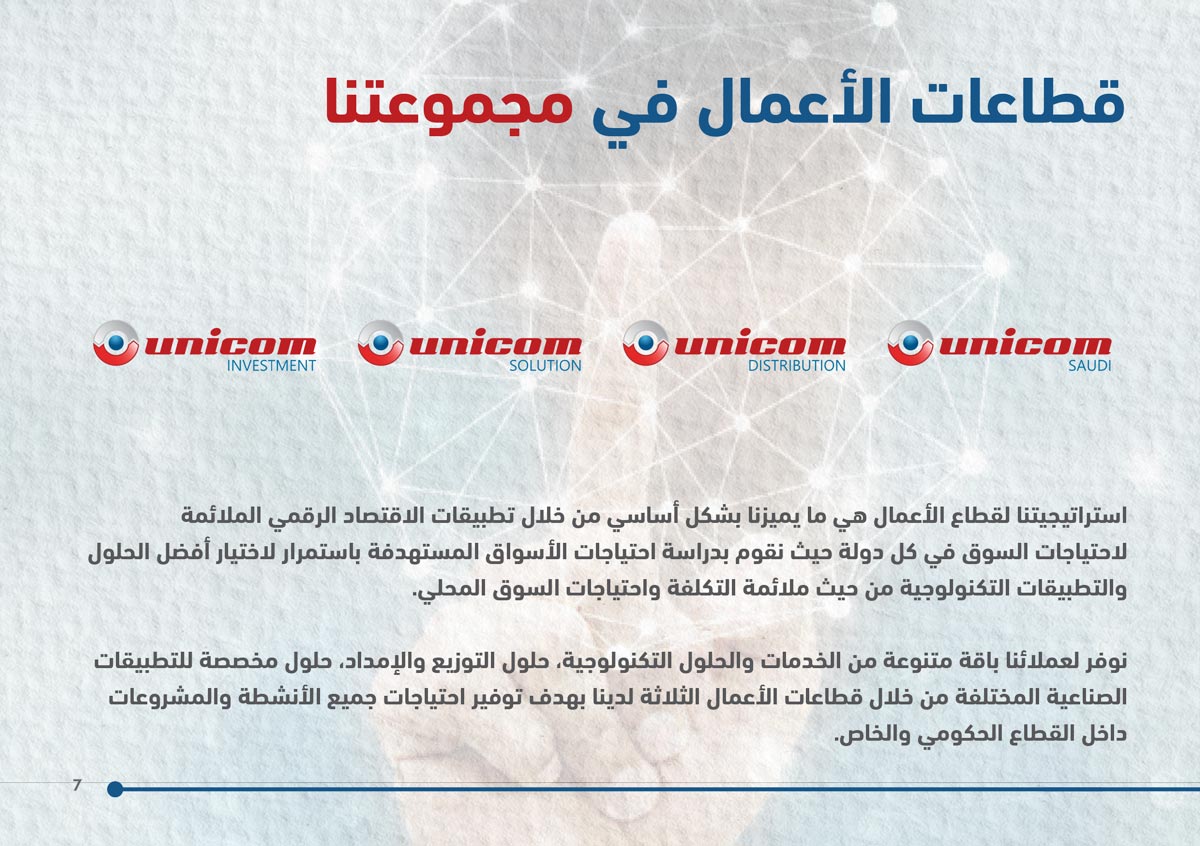 قطاعات الأعمال في مجموعتنا
unicom
SAUDI
unicom
DISTRIBUTION
unicom
SOLUTION
unicom
INVESTMENT
استراتيجيتنا لقطاع الأعمال هي ما يميزنا بشكل أساسي من خلال تطبيقات الاقتصاد الرقمي الملائمة
لاحتياجات السوق في كل دولة حيث نقوم بدراسة احتياجات الأسواق المستهدفة باستمرار لاختيار أفضل الحلول
والتطبيقات التكنولوجية من حيث ملائمة التكلفة واحتياجات السوق المحلي.
نوفر لعملائنا باقة متنوعة من الخدمات والحلول التكنولوجية، حلول التوزيع والإمداد، حلول مخصصة للتطبيقات
الصناعية المختلفة من خلال قطاعات الأعمال الثلاثة لدينا بهدف توفير احتياجات جميع الأنشطة والمشروعات
داخل القطاع الحكومي والخاص.
7